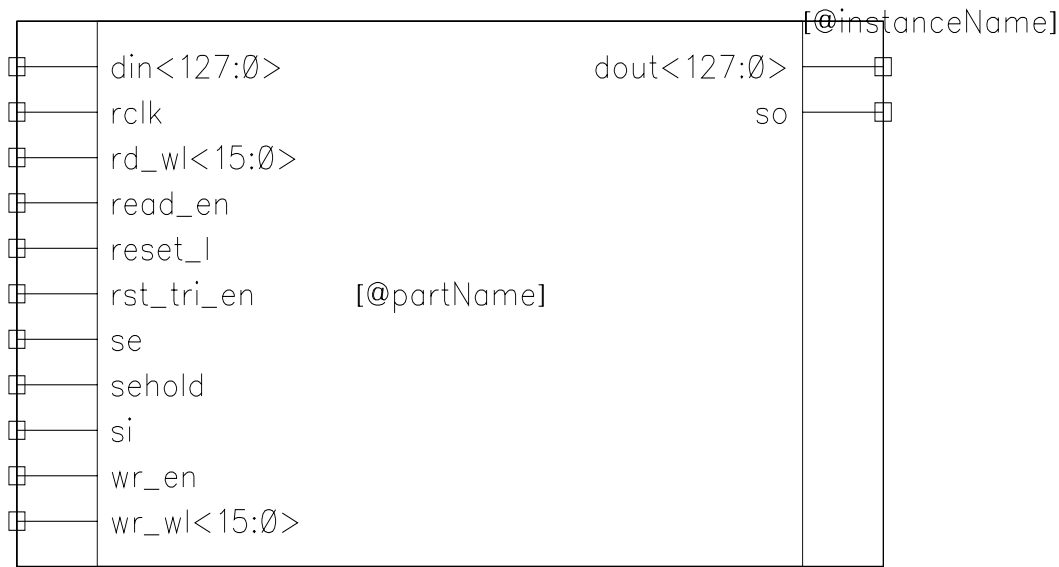 [@instanceName]
din<127:0> dout<127:0>
rclk so
rd_wl<15:0>
read_en
reset_l
rst_tri_en [@partName]
se
sehold
si
wr_en
wr_wl<15:0>